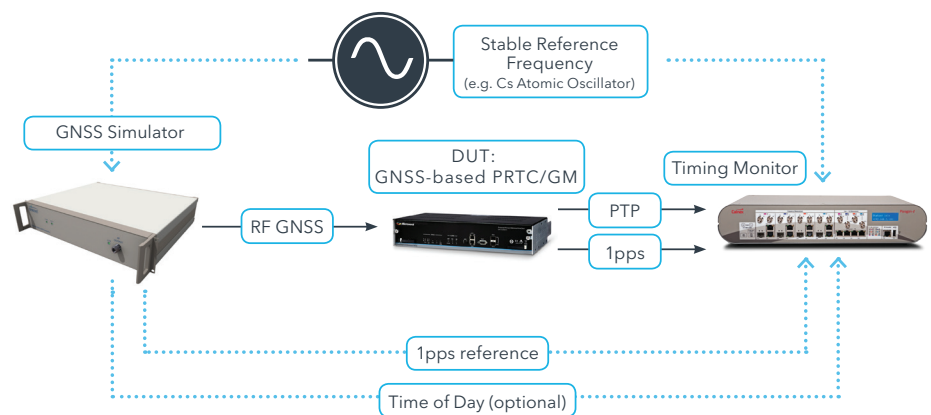 Stable Reference
Frequency
(e.g. Cs Atomic Oscillator)
GNSS Simulator
DUT:
GNSS-based PRTC/GM
Timing Monitor
RF GNSS
PTP
1pps
1pps reference
Time of Day (optional)